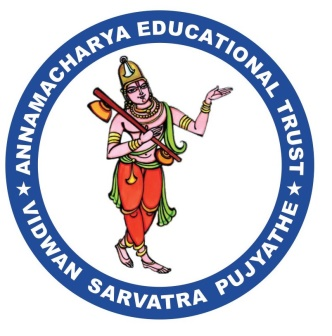 ANNAMACHARYA EDUCATIONAL TRUST
★ VIDWAN SARVATRA PUJYATHE ★